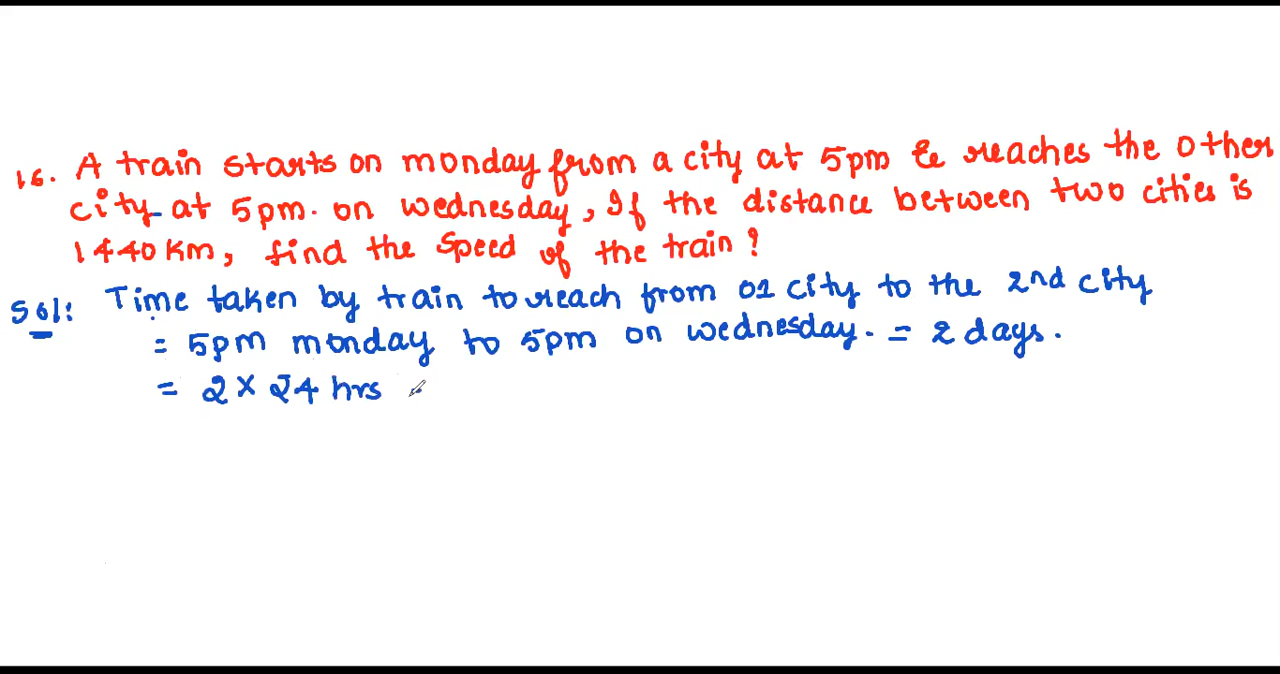 16. A train starts on monday from a city at 5pm & reaches the other
city at 5pm. on wednesday, If the distance between two cities is
1440 Km, find the speed of the train?
Sol: Time taken by train to reach from 01 city to the 2nd city
= 5pm monday to 5pm on wednesday. = 2 days.
= 2 × 24 hrs